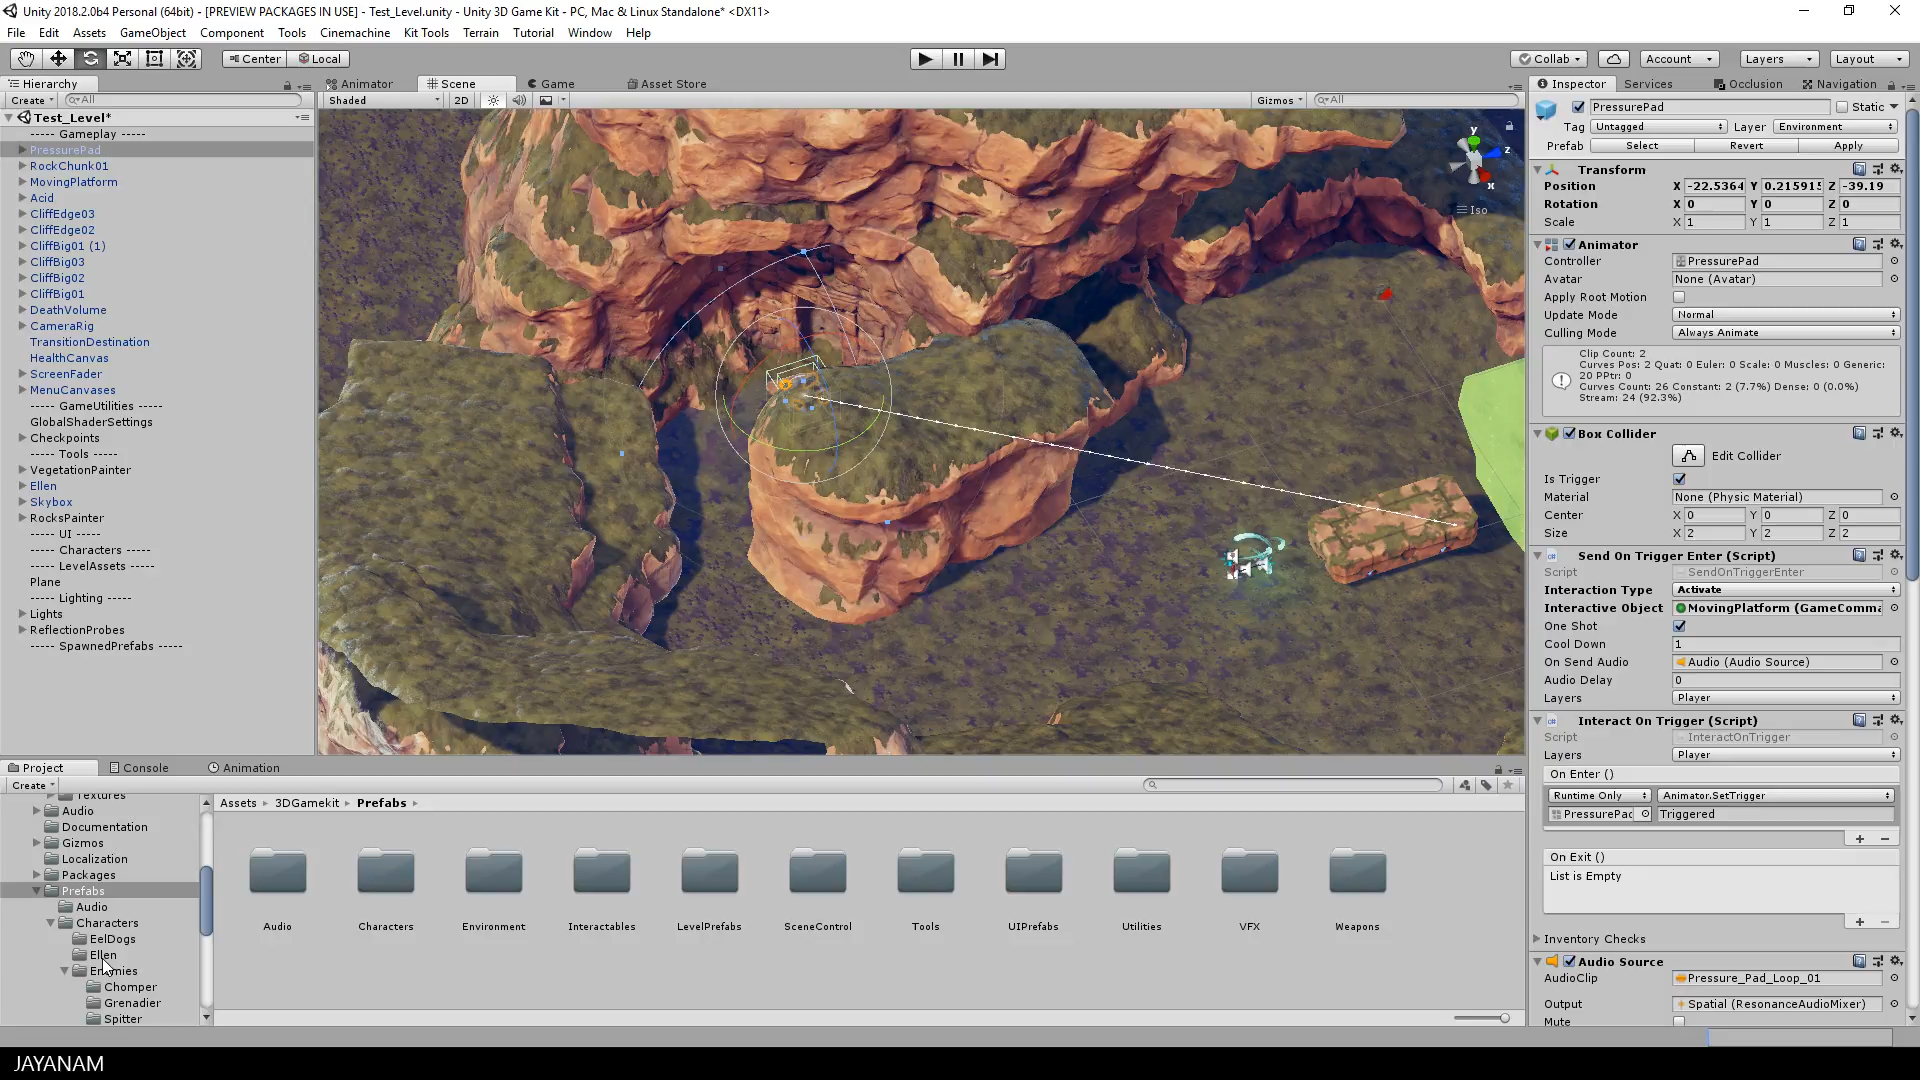 Unity 2018.2.0b4 Personal (64bit) - [PREVIEW PACKAGES IN USE] - Test_Level.unity - Unity 3D Game Kit - PC, Mac & Linux Standalone* <DX11>
File Edit Assets GameObject Component Tools Cinemachine Kit Tools Terrain Tutorial Window Help
Center Local Collab Account Layers Layout
Hierarchy
Create All
Test_Level*
----- Gameplay -----
PressurePad
RockChunk01
MovingPlatform
Acid
CliffEdge03
CliffEdge02
CliffBig01 (1)
CliffBig03
CliffBig02
CliffBig01
DeathVolume
CameraRig
TransitionDestination
HealthCanvas
ScreenFader
MenuCanvases
----- GameUtilities -----
GlobalShaderSettings
Checkpoints
----- Tools -----
VegetationPainter
Ellen
Skybox
RocksPainter
----- UI -----
----- Characters -----
----- LevelAssets -----
Plane
----- Lighting -----
Lights
ReflectionProbes
----- SpawnedPrefabs -----
Animator Scene Game Asset Store
Shaded 2D Gizmos All
y
z
x
Iso
Inspector Services Occlusion Navigation
PressurePad Static
Tag Untagged Layer Environment
Prefab Select Revert Apply
Transform
Position X -22.5364 Y 0.215915 Z -39.19
Rotation X 0 Y 0 Z 0
Scale X 1 Y 1 Z 1
Animator
Controller PressurePad
Avatar None (Avatar)
Apply Root Motion
Update Mode Normal
Culling Mode Always Animate
Clip Count: 2
Curves Pos: 2 Quat: 0 Euler: 0 Scale: 0 Muscles: 0 Generic:
20 PPtr: 0
Curves Count: 26 Constant: 2 (7.7%) Dense: 0 (0.0%)
Stream: 24 (92.3%)
Box Collider
Edit Collider
Is Trigger
Material None (Physic Material)
Center X 0 Y 0 Z 0
Size X 2 Y 2 Z 2
Send On Trigger Enter (Script)
Script SendOnTriggerEnter
Interaction Type Activate
Interactive Object MovingPlatform (GameComma
One Shot
Cool Down 1
On Send Audio Audio (Audio Source)
Audio Delay 0
Layers Player
Interact On Trigger (Script)
Script InteractOnTrigger
Layers Player
On Enter ()
Runtime Only Animator.SetTrigger
PressurePac Triggered
+ −
On Exit ()
List is Empty
+ −
Inventory Checks
Audio Source
AudioClip Pressure_Pad_Loop_01
Output Spatial (ResonanceAudioMixer)
Mute
Project Console Animation
Create
Textures
Audio
Documentation
Gizmos
Localization
Packages
Prefabs
Audio
Characters
EelDogs
Ellen
Enemies
Chomper
Grenadier
Spitter
Assets 3DGamekit Prefabs
Audio Characters Environment Interactables LevelPrefabs SceneControl Tools UIPrefabs Utilities VFX Weapons
JAYANAM